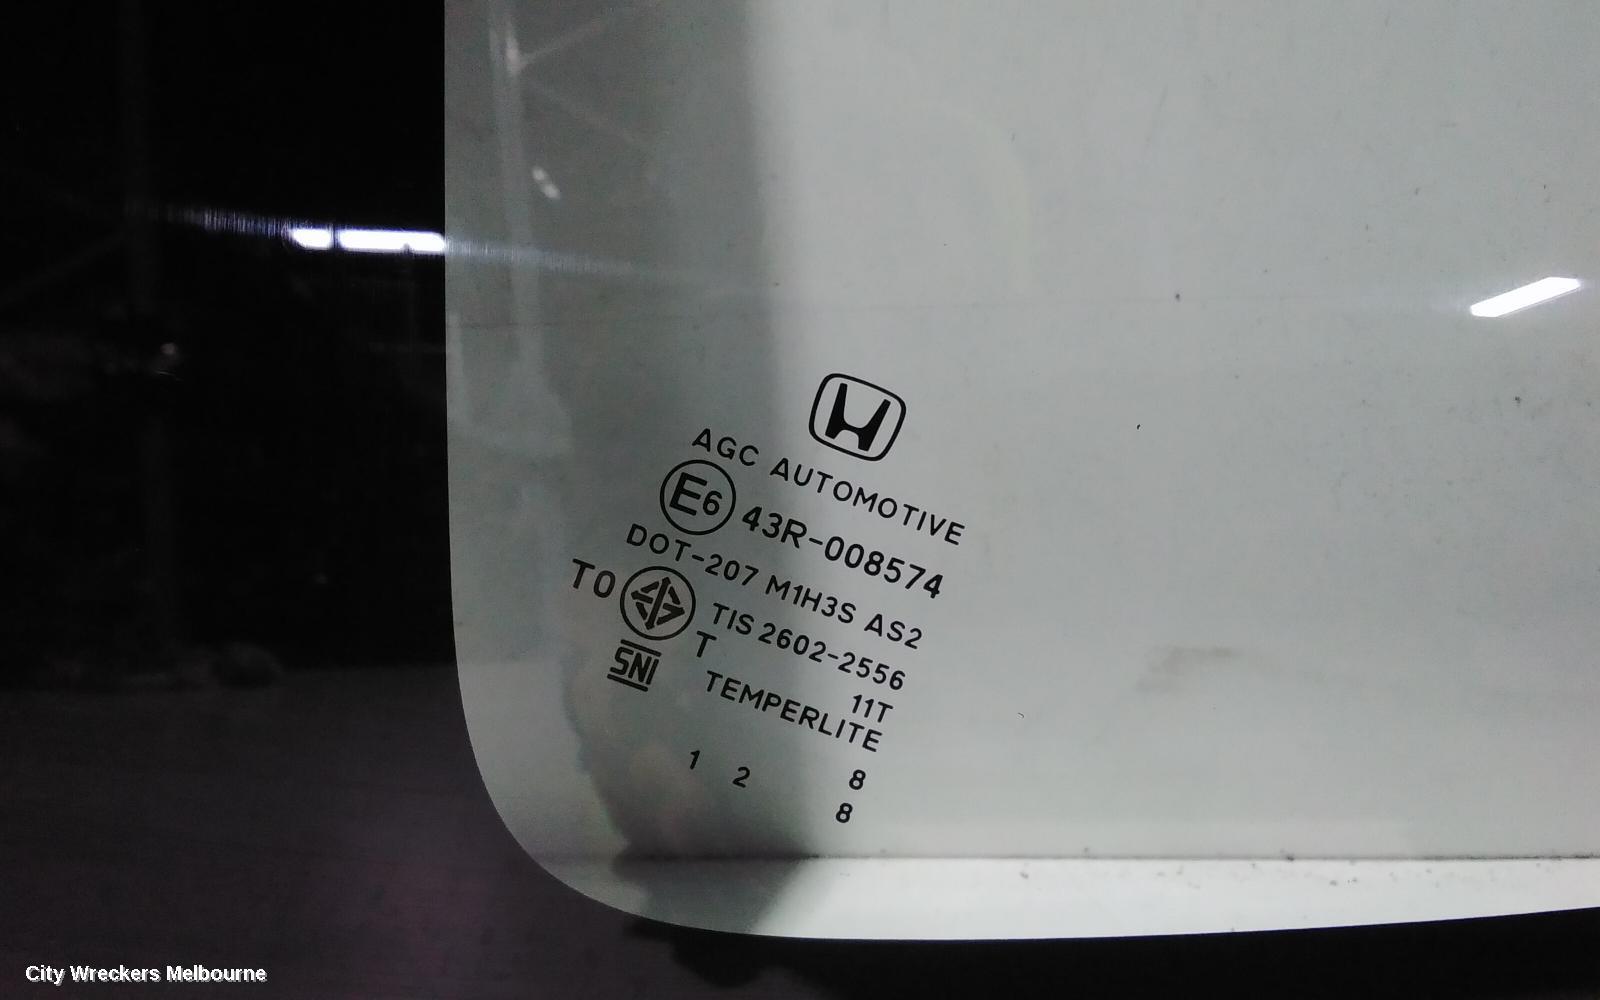 AGC AUTOMOTIVE
E6 43R-008574
DOT-207 M1H3S AS2
TO TIS 2602-2556
T 11T
SNI TEMPERLITE
1 2 8
8
City Wreckers Melbourne